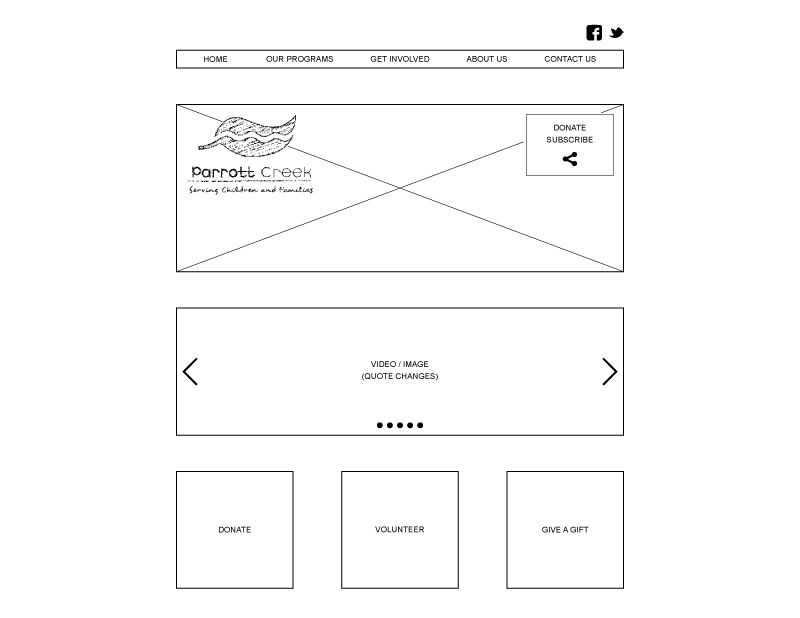 HOME
OUR PROGRAMS
GET INVOLVED
ABOUT US
CONTACT US
Parrott Creek
Serving Children and Families
DONATE
SUBSCRIBE
VIDEO / IMAGE
(QUOTE CHANGES)
DONATE
VOLUNTEER
GIVE A GIFT